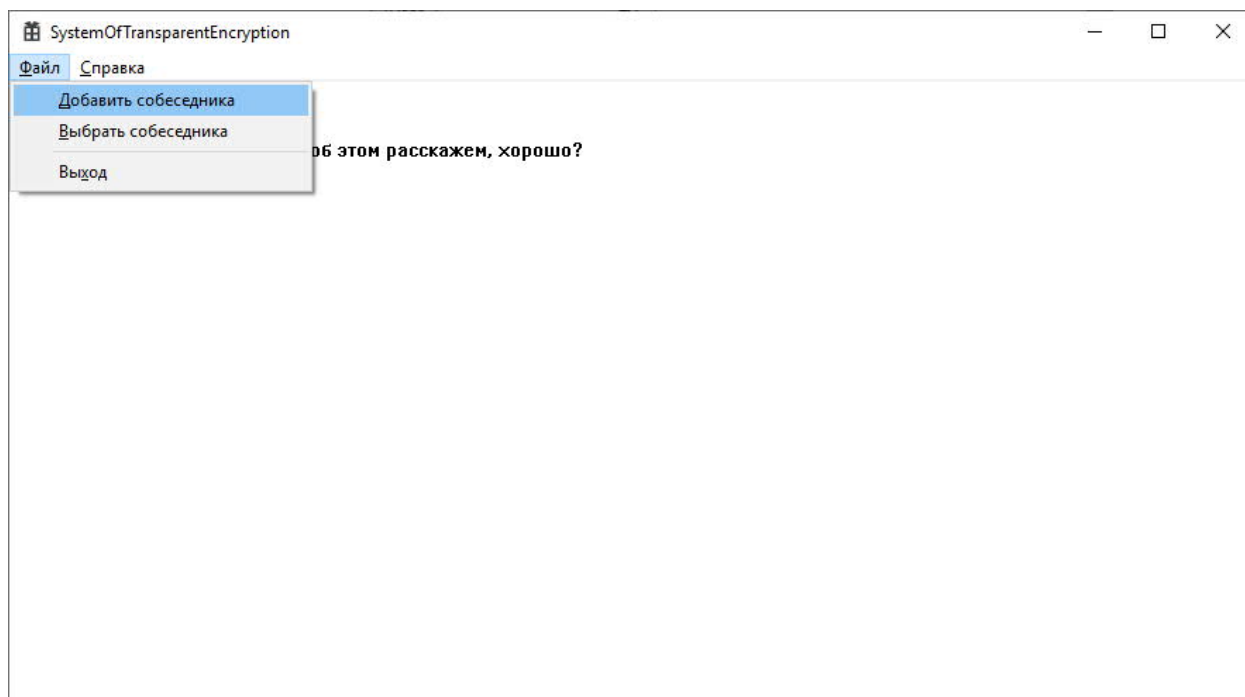 SystemOfTransparentEncryption
Файл Справка
Добавить собеседника
Выбрать собеседника
об этом расскажем, хорошо?
Выход